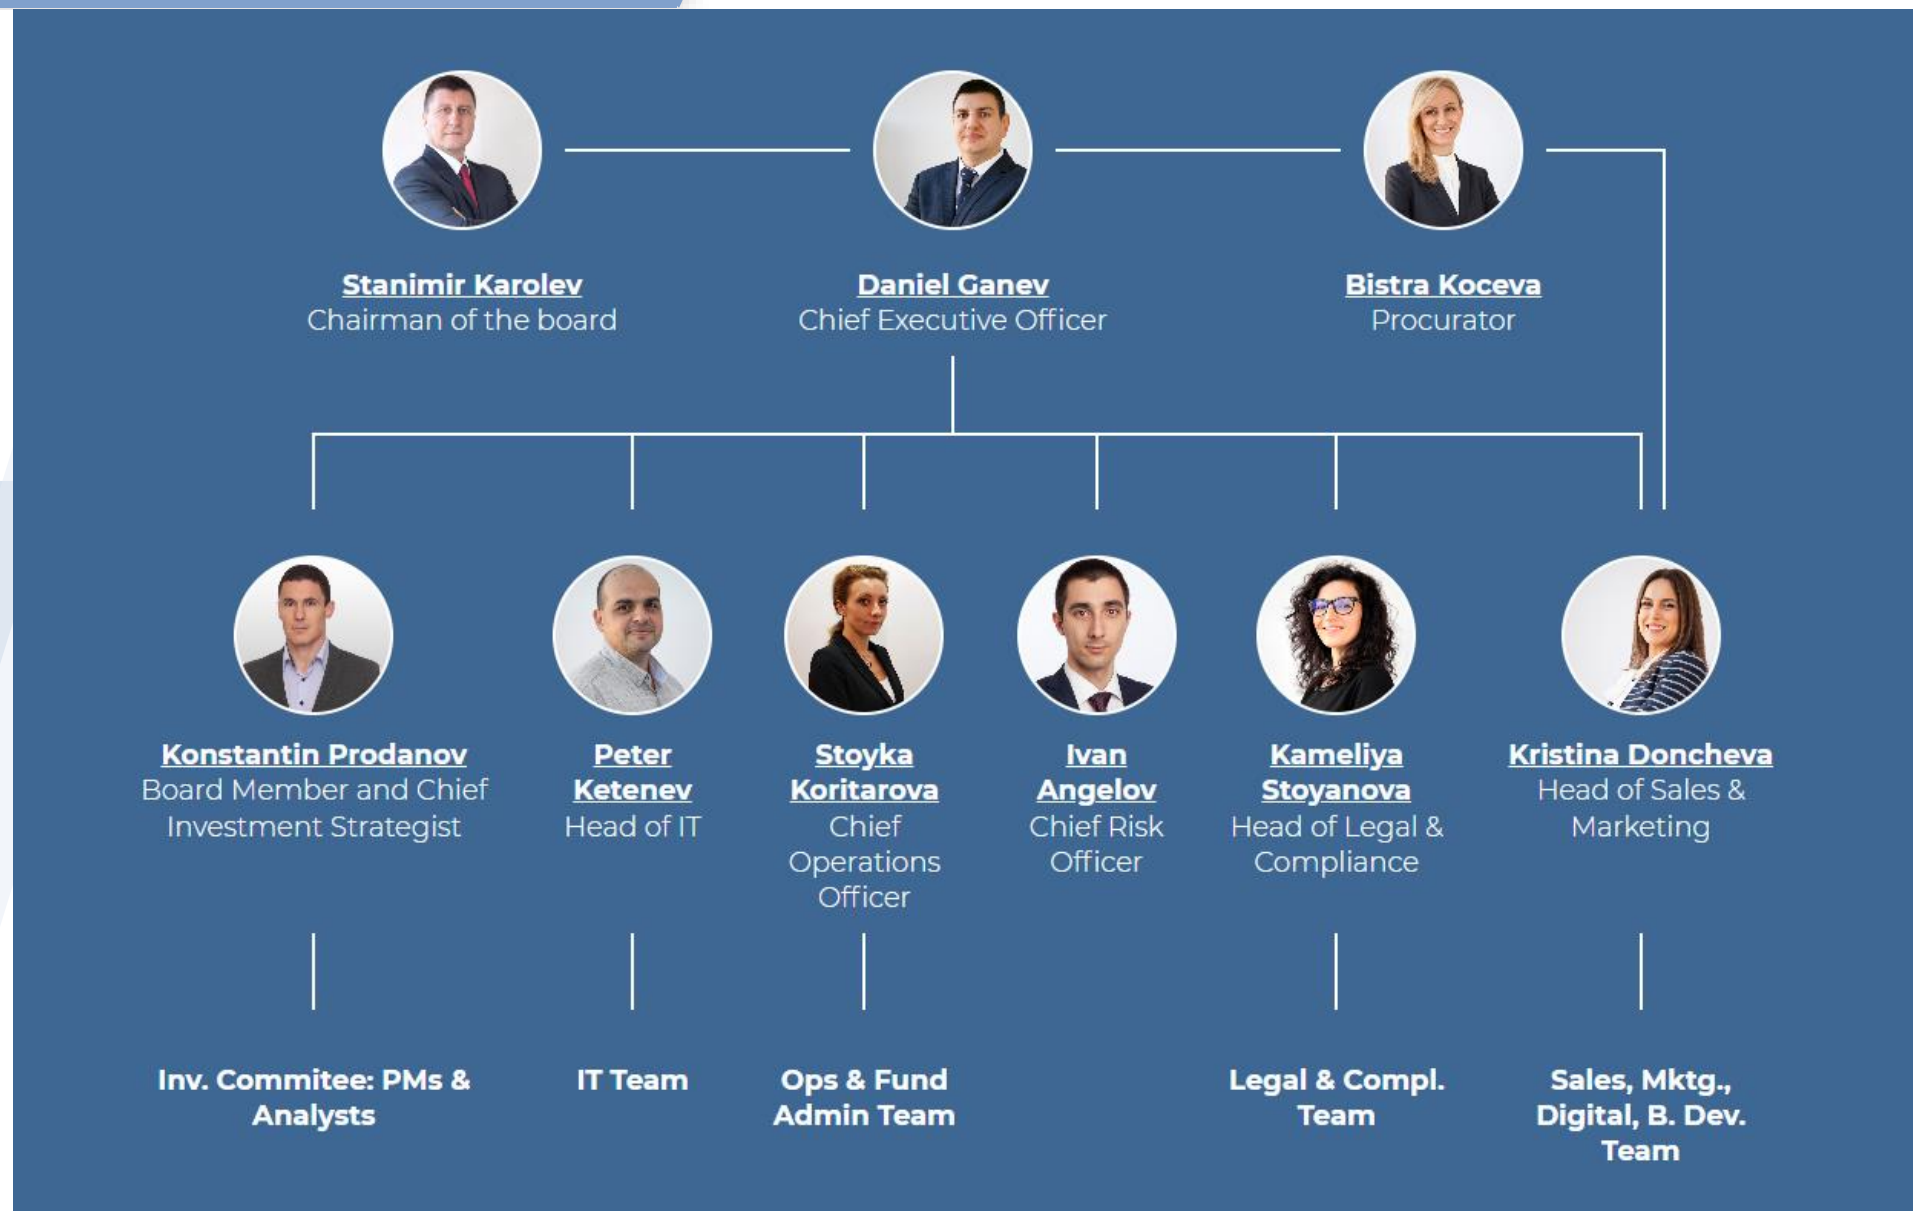 Stanimir Karolev
Chairman of the board
Daniel Ganev
Chief Executive Officer
Bistra Koceva
Procurator
Konstantin Prodanov
Board Member and Chief
Investment Strategist
Peter
Ketenev
Head of IT
Stoyka
Koritarova
Chief
Operations
Officer
Ivan
Angelov
Chief Risk
Officer
Kameliya
Stoyanova
Head of Legal &
Compliance
Kristina Doncheva
Head of Sales &
Marketing
Inv. Commitee: PMs &
Analysts
IT Team
Ops & Fund
Admin Team
Legal & Compl.
Team
Sales, Mktg.,
Digital, B. Dev.
Team